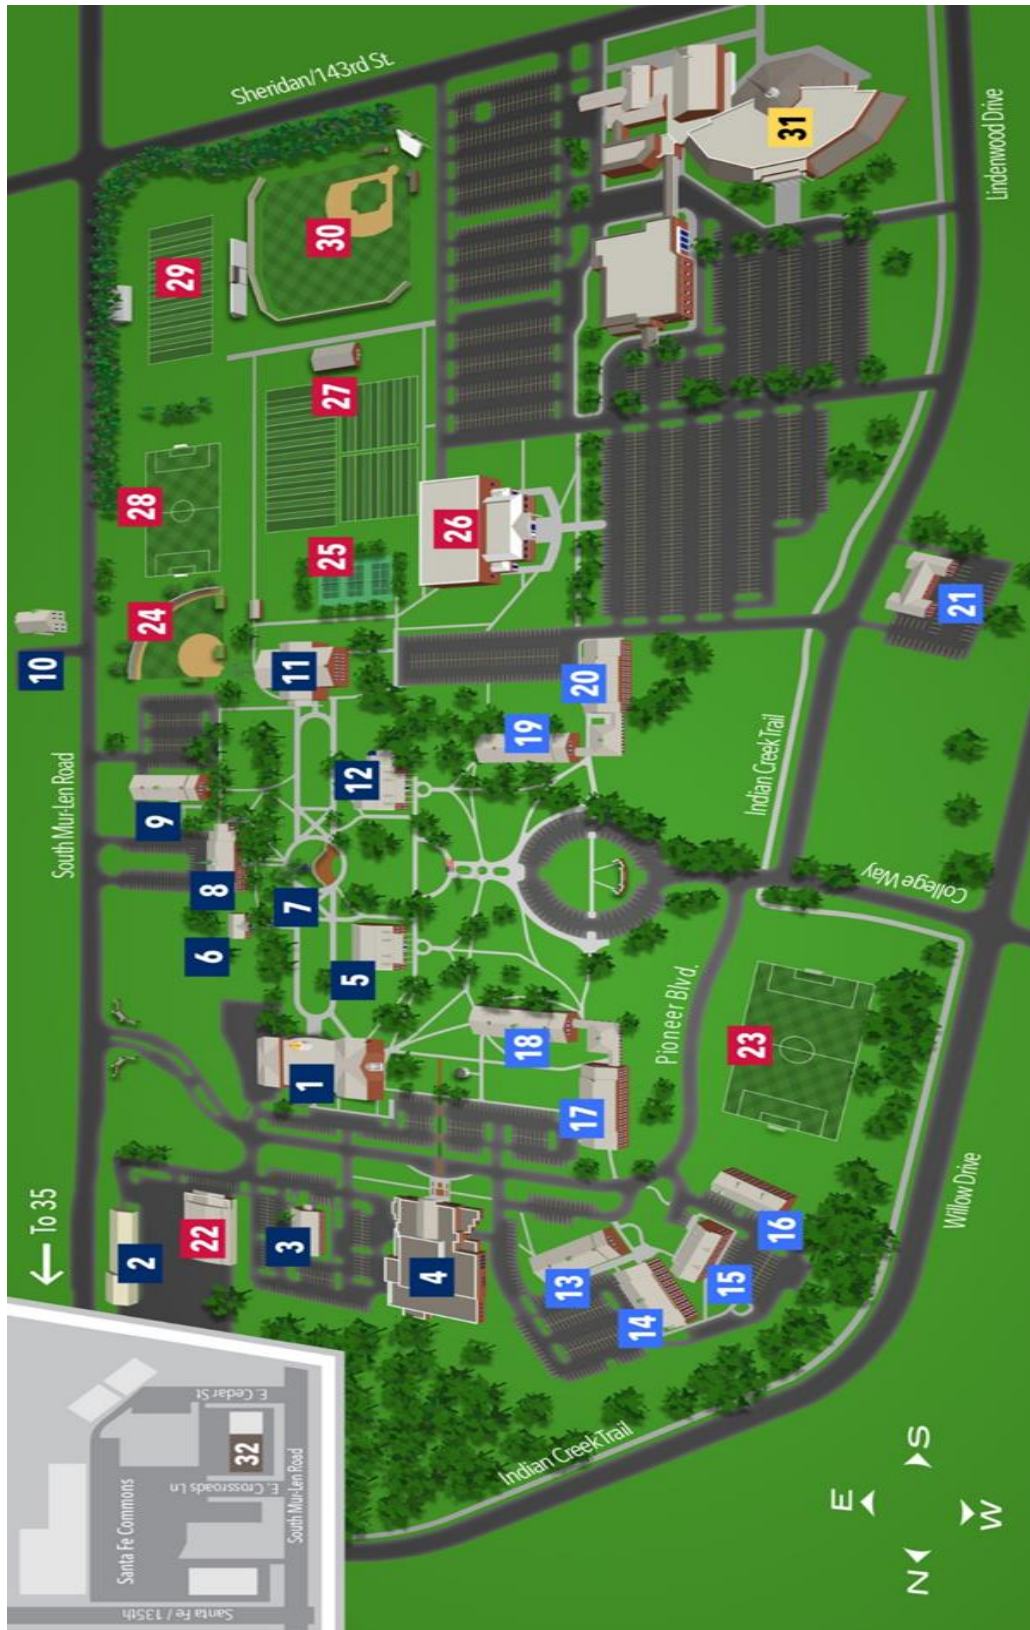 To 35
South Mur-Len Road
Sheridan/143rd St.
10
2
22
3
4
1
9
8
6
7
5
11
12
24
28
29
30
27
25
26
13
14
15
16
17
18
19
20
21
23
31
Pioneer Blvd.
Indian Creek Trail
College Way
Willow Drive
Lindenwood Drive
Indian Creek Trail
Santa Fe Commons
E. Cedar St
32
E. Crossroads Ln
South Mur-Len Road
Santa Fe / 135th
E
N
S
W